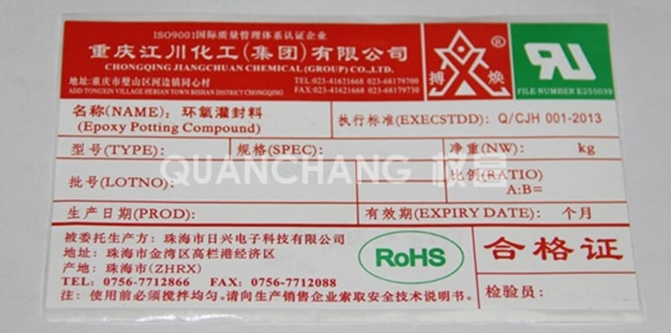 ISO9001国际质量管理体系认证企业
重庆江川化工(集团)有限公司
CHONGQING JIANGCHUAN CHEMICAL (GROUP) CO.,LTD.
地址:重庆市璧山区河边镇同心村 TEL:023-41621668 023-68179700
ADD TONGXIN VILLAGE HEBIAN TOWN BISHAN DISTRICT CHONGQING FAX:023-41621668 023-68179730
搏 焕 ®
RU
FILE NUMBER E255039
名称(NAME): 环氧灌封料
(Epoxy Potting Compound)
执行标准(EXECSTDD): Q/CJH 001-2013
型号(TYPE): 规格(SPEC): 净重(NW): kg
QUANCHANG 权昌
批号(LOTNO): 比例(RATIO)
A:B=
生产日期(PROD): 有效期(EXPIRY DATE): 个月
被委托生产方: 珠海市日兴电子科技有限公司
地址: 珠海市金湾区高栏港经济区
产地: 珠海市(ZHRX)
TEL: 0756-7712866 FAX: 0756-7712088
注: 使用前必须搅拌均匀。请向生产销售企业索取安全技术说明书。
RoHS
合格证
检验员: